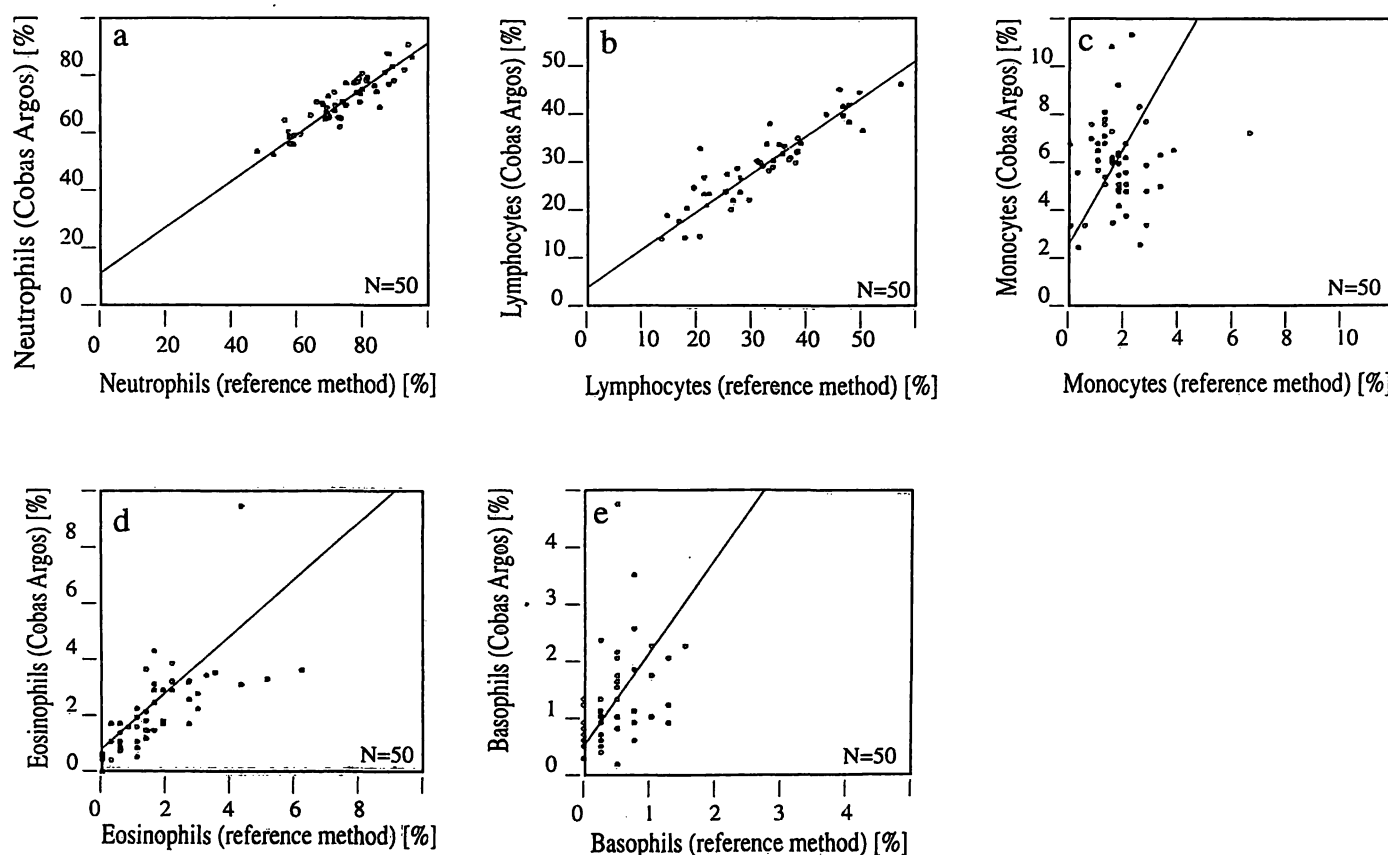 a
Neutrophils (Cobas Argos) [%]
80
60
40
20
0
N=50
0 20 40 60 80
Neutrophils (reference method) [%]
b
Lymphocytes (Cobas Argos) [%]
50
40
30
20
10
0
N=50
0 10 20 30 40 50
Lymphocytes (reference method) [%]
c
Monocytes (Cobas Argos) [%]
10
8
6
4
2
0
N=50
0 2 4 6 8 10
Monocytes (reference method) [%]
d
Eosinophils (Cobas Argos) [%]
8
6
4
2
0
N=50
0 2 4 6 8
Eosinophils (reference method) [%]
e
Basophils (Cobas Argos) [%]
4
3
2
1
0
N=50
0 1 2 3 4
Basophils (reference method) [%]